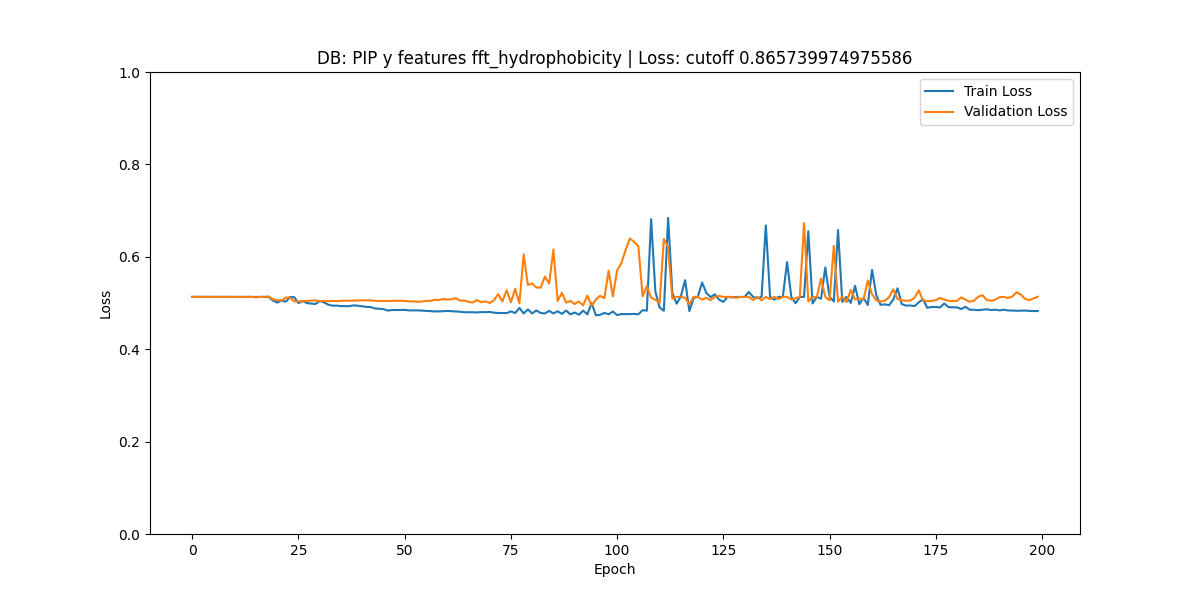 DB: PIP y features fft_hydrophobicity | Loss: cutoff 0.865739974975586
Train Loss
Validation Loss
1.0
0.8
0.6
0.4
0.2
0.0
Loss
0 25 50 75 100 125 150 175 200
Epoch